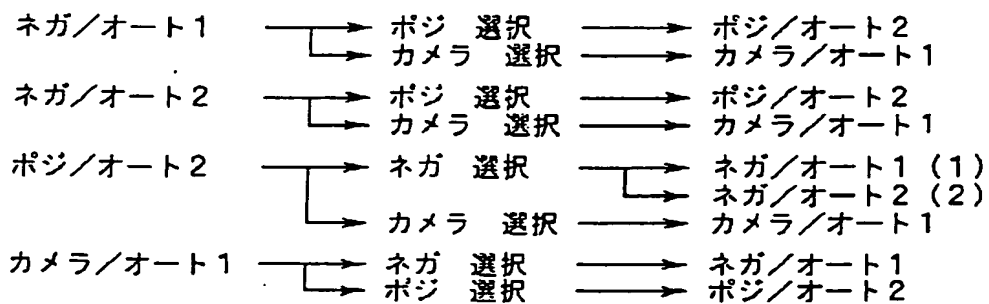 ネガ／オート1 ポジ 選択 ポジ／オート2
カメラ 選択 カメラ／オート1
ネガ／オート2 ポジ 選択 ポジ／オート2
カメラ 選択 カメラ／オート1
ポジ／オート2 ネガ 選択 ネガ／オート1（1）
ネガ／オート2（2）
カメラ 選択 カメラ／オート1
カメラ／オート1 ネガ 選択 ネガ／オート1
ポジ 選択 ポジ／オート2